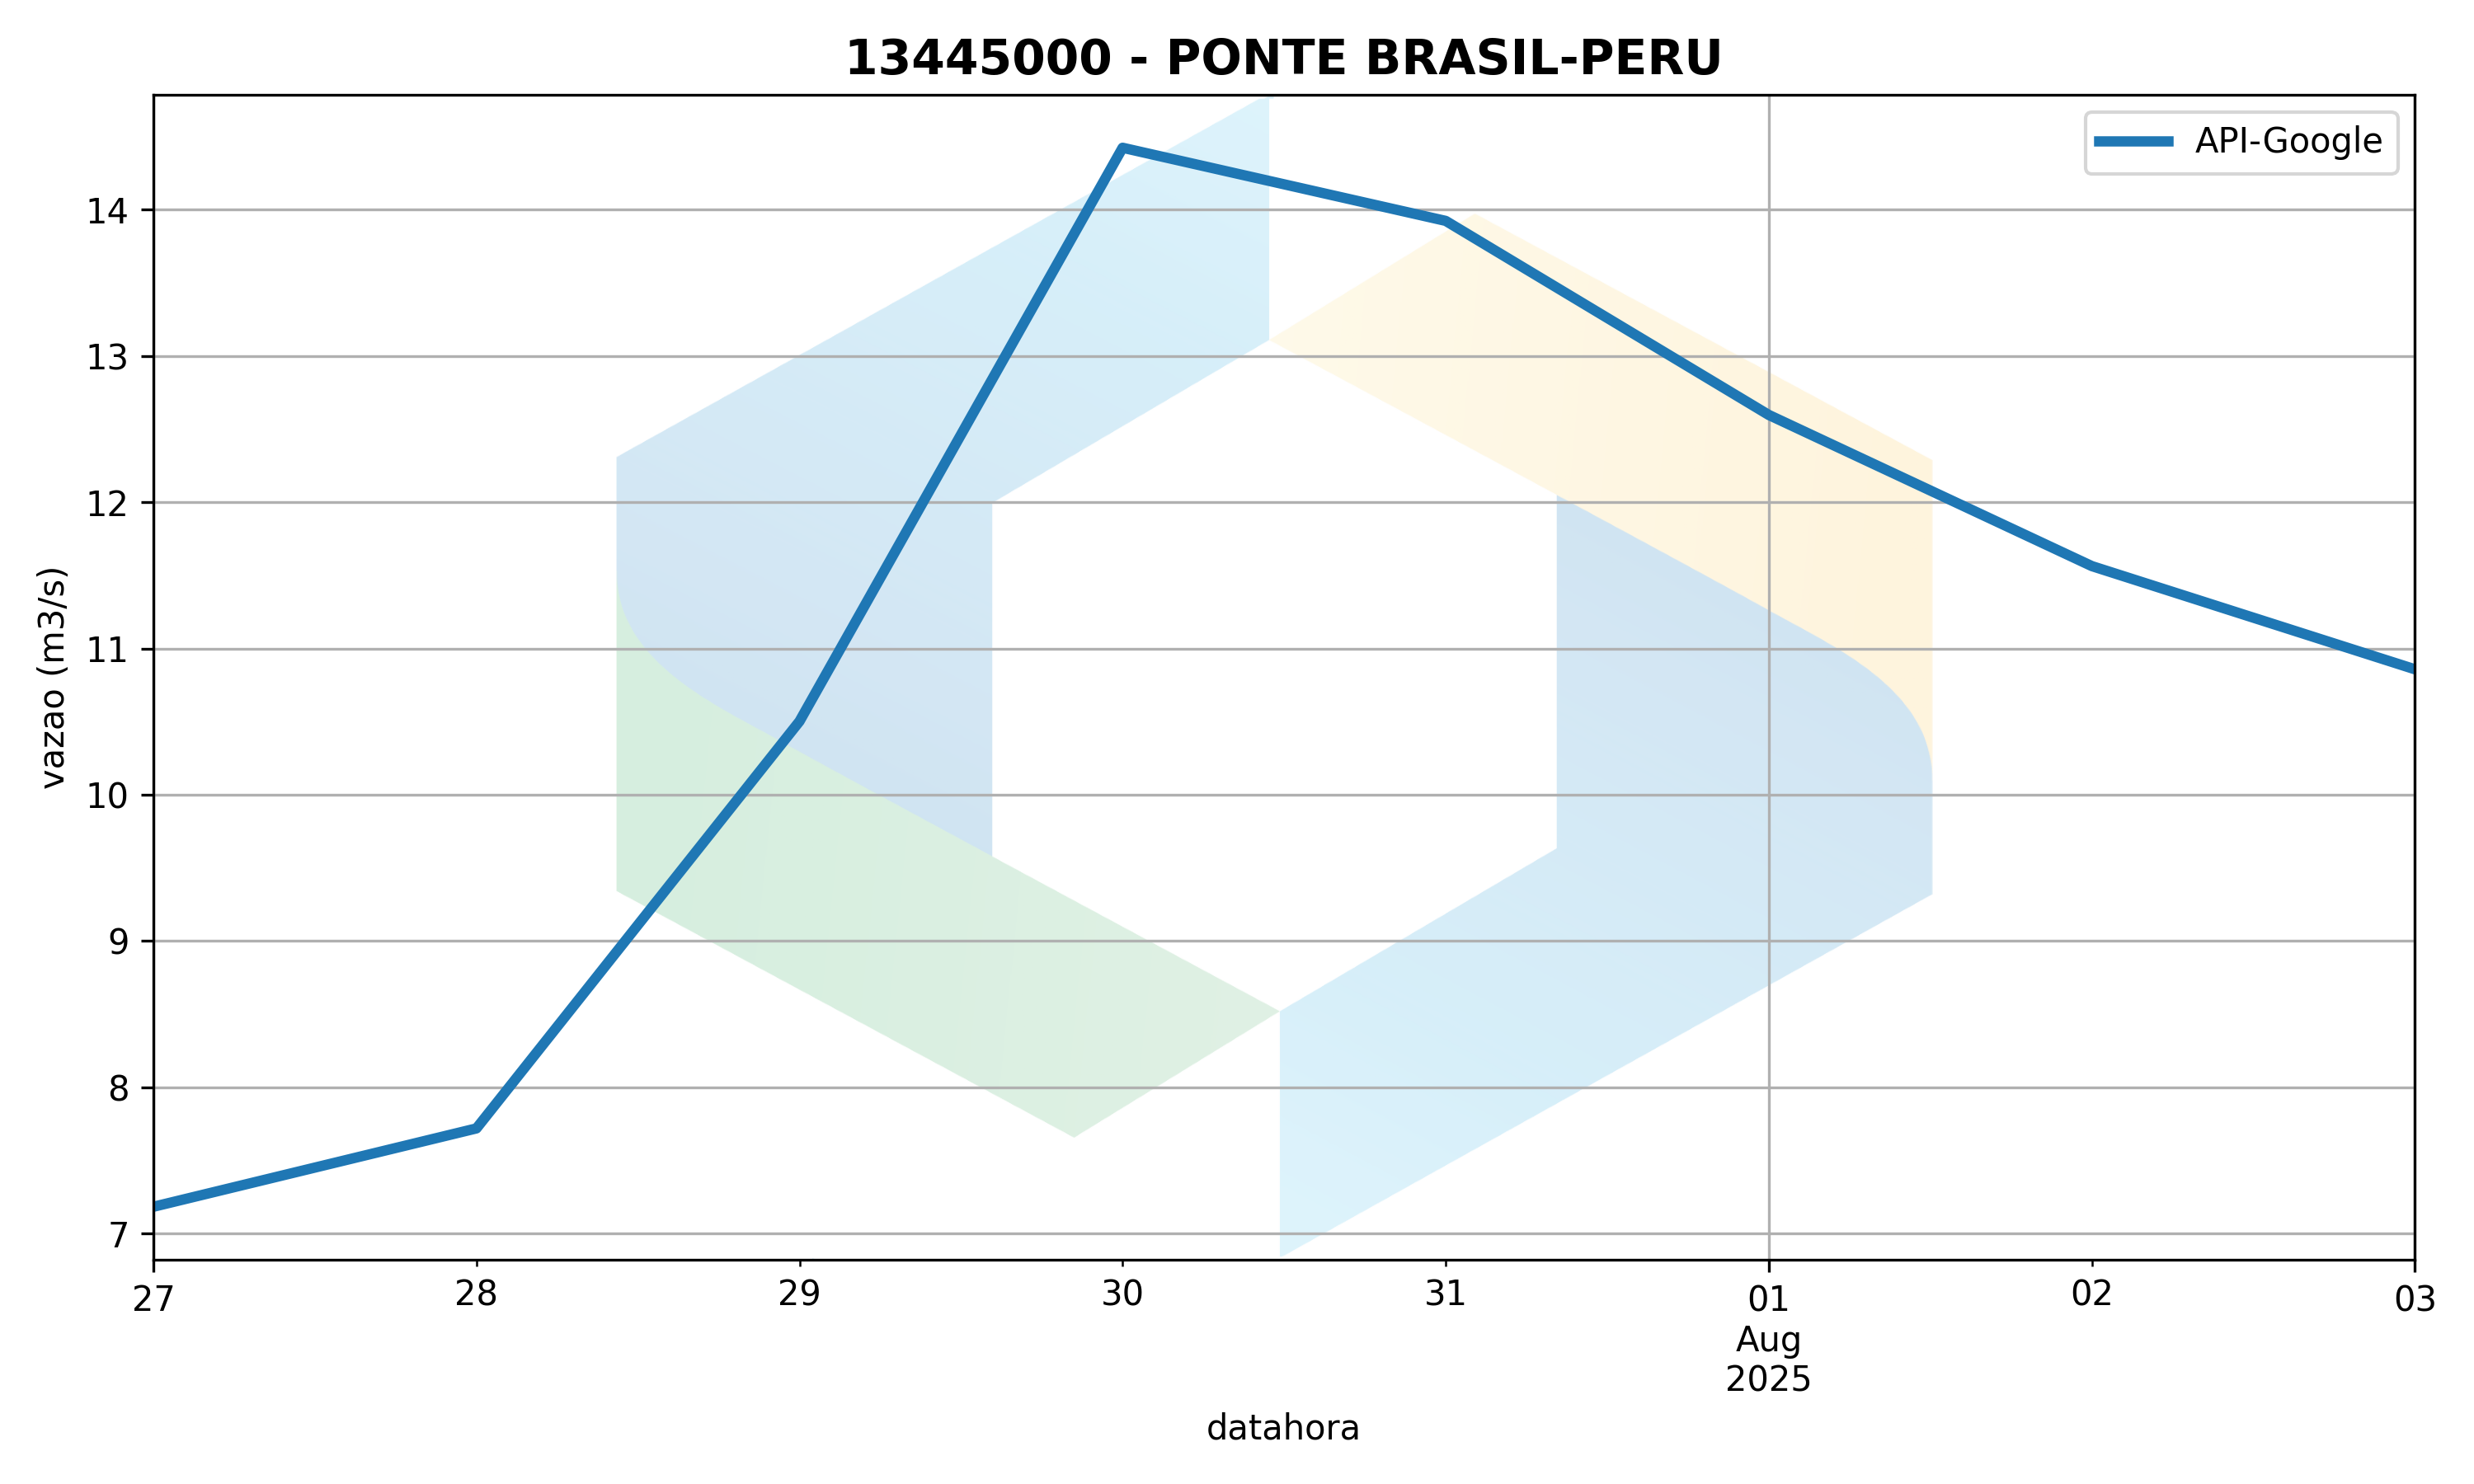 13445000 - PONTE BRASIL-PERU
API-Google
14
13
12
11
10
9
8
7
vazao (m3/s)
27 28 29 30 31 01 02 03
Aug
2025
datahora